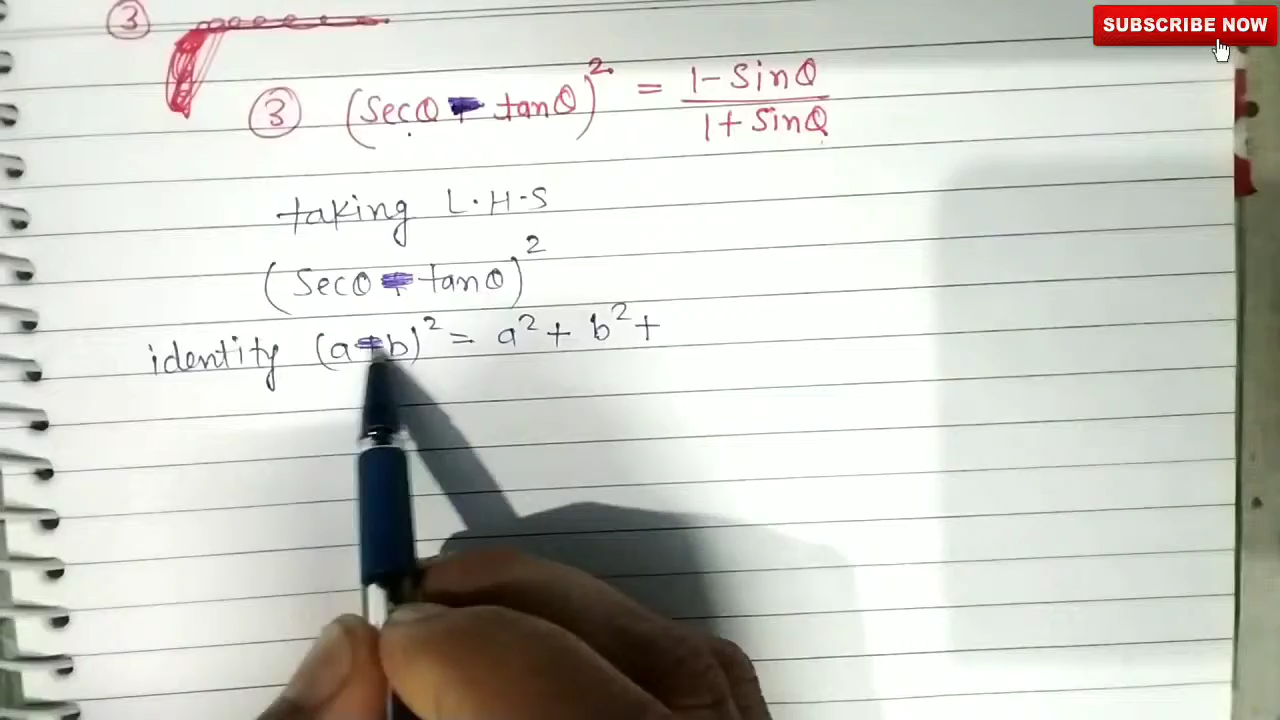 SUBSCRIBE NOW
③
③ (secθ - tanθ)² = (1 - Sinθ)/(1 + Sinθ)
taking L.H.S
(Secθ - tanθ)²
identity (a - b)² = a² + b² +